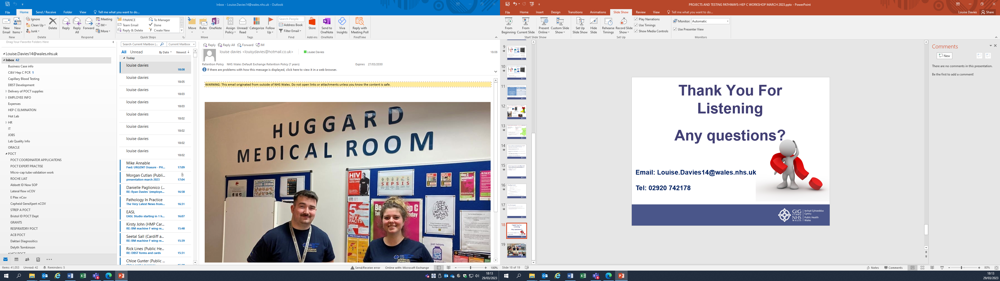 Inbox - Louise.Davies14@wales.nhs.uk - Outlook
File Home Send / Receive Folder View Tell me what you want to do...
New Email
New Items
New
Ignore
Clean Up
Junk
Delete
Delete
Reply
Reply All
Forward
Meeting
IM
More
Respond
FINANCE
Team Email
Reply & Delete
To Manager
Done
Create New
Quick Steps
Move
Rules
OneNote
Move
Assign Policy
Unread/ Read
Categorize
Follow Up
Tags
Search People
Address Book
Filter Email
Find
Store
Add-ins
Send to OneNote
OneNote
Viva Insights
Reply with Meeting Poll
FindTime
Drag Your Favorite Folders Here
Louise.Davies14@wales.nhs.uk
Inbox 42
Business Case info
C&V Hep C PCR 1
Capillary Blood Testing
DBST Development
Delivery of POCT supplies
EMPLOYEE INFO
Expenses
HEP C ELIMINATION
Hot Lab
HR
IT
JOBS
Lab Quality Info
ORACLE
POCT
POCT COORDINATOR APPLICAITONS
POCT EXPERT PRACTISE
Micro-cap tube validation work
ROCHE LIAT
Abbott ID Now SOP
Lateral flow nCOV
E Plex nCov
Cepheid GeneXpert nCOV
STREP A POCT
Bristol ID POCT Dept
GRANTS
RESPIRATORY POCT
ACB POCT
Daktari Diagnositics
Delyth Tomkinson
HCV POCT
Items: 41,053 Unread: 42 Reminders: 5
Search Current Mailbox (... Current Mailbox
All Unread By Date Newest
Today
louise davies
18:08
louise davies
18:05
louise davies
18:03
louise davies
18:03
louise davies
18:02
louise davies
18:02
louise davies
18:02
louise davies
18:02
Mike Annable
Fwd: URGENT Orasure - PH... 17:09
Morgan Cutlan (Publi...
presentation march 2023 17:04
Danielle Paglionico (...
RE: Ryan Davies' (employe... 16:58
Pathology In Practice
The Very Latest News from... 16:31
EASL
EASL Studio starting in 1 h... 16:07
Kirsty John (HMP Car...
RE: BM machine F wing re... 15:48
Seetal Sall (Cardiff a...
RE: BM machine F wing re... 15:39
Rick Lines (Public He...
RE: DBST forms and cards 15:31
Chloe Gunter (Public ...
Reply Reply All Forward IM
louise davies <louisydavies@hotmail.co.uk> Louise Davies 18:08
Retention Policy NHS Wales Default Exchange Retention Policy (7 years) Expires 27/03/2030
If there are problems with how this message is displayed, click here to view it in a web browser.
WARNING: This email originated from outside of NHS Wales. Do not open links or attachments unless you know the content is safe.
HUGGARD
MEDICAL ROOM
HIV
TESTING
SAVES LIVES
SEPSIS
Hep C
positive?
5
HIV
FACTS
SAFE
SEX
NO
regrets
just tablets
Send/Receive error Online with: Microsoft Exchange 100%
18:13
29/03/2023
PROJECTS AND TESTING PATHWAYS-HEP C WORKSHOP MARCH 2023.pptx - PowerPoint
File Home Insert Design Transitions Animations Slide Show Review View Tell me what you want to do... Louise Davies Share
From Beginning
From Current Slide
Present Online
Custom Slide Show
Start Slide Show
Set Up Slide Show
Hide Slide
Rehearse Timings
Record Slide Show
Play Narrations
Use Timings
Show Media Controls
Set Up
Monitor: Automatic
Use Presenter View
Monitors
9
10
11
12
13
14
15
16
17
18
19
Thank You For
Listening
Any questions?
Email: Louise.Davies14@wales.nhs.uk
Tel: 02920 742178
GIG
CYMRU
NHS
WALES
Iechyd Cyhoeddus
Cymru
Public Health
Wales
Comments
New
There are no comments in this presentation.
Be the first to add a comment!
Slide 18 of 19 Notes Comments 80%
18:13
29/03/2023